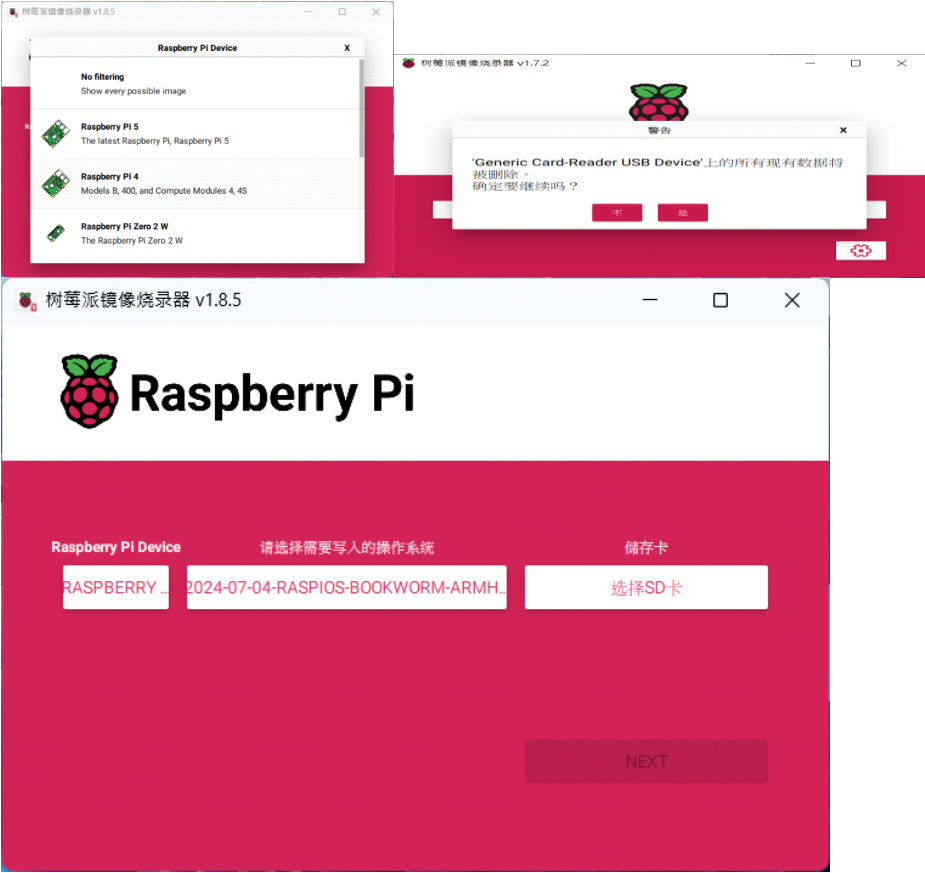 树莓派镜像烧录器 v1.8.5
Raspberry Pi Device
X
No filtering
Show every possible image
Raspberry Pi 5
The latest Raspberry Pi, Raspberry Pi 5
Raspberry Pi 4
Models B, 400, and Compute Modules 4, 4S
Raspberry Pi Zero 2 W
The Raspberry Pi Zero 2 W
树莓派镜像烧录器 v1.7.2
警告
'Generic Card-Reader USB Device'上的所有现有数据将
被删除。
确定要继续吗？
不
是
树莓派镜像烧录器 v1.8.5
Raspberry Pi
Raspberry Pi Device
请选择需要写入的操作系统
储存卡
RASPBERRY ...
2024-07-04-RASPIOS-BOOKWORM-ARMH...
选择SD卡
NEXT